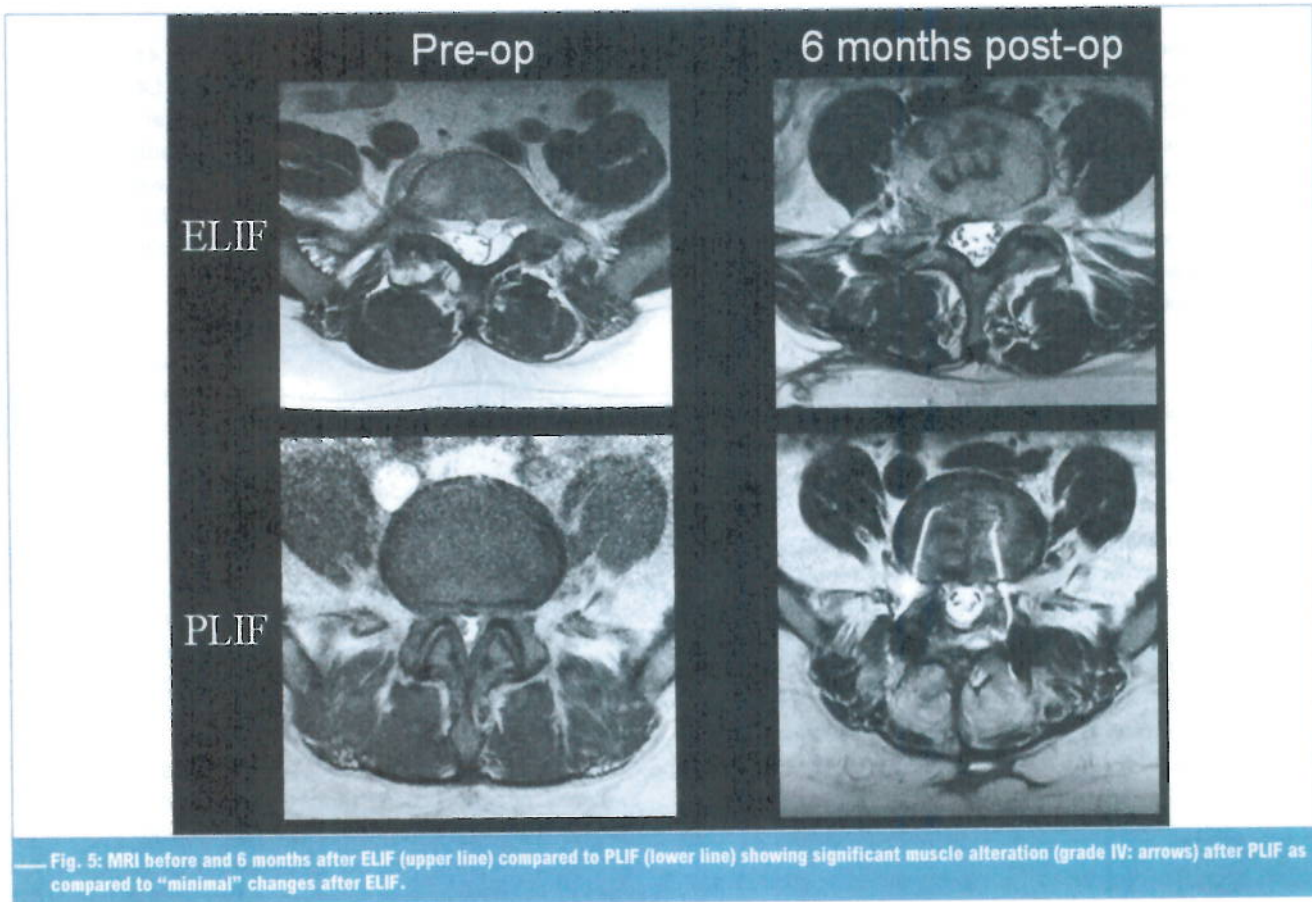 Pre-op
6 months post-op
ELIF
PLIF
Fig. 5: MRI before and 6 months after ELIF (upper line) compared to PLIF (lower line) showing significant muscle alteration (grade IV: arrows) after PLIF as
compared to “minimal” changes after ELIF.